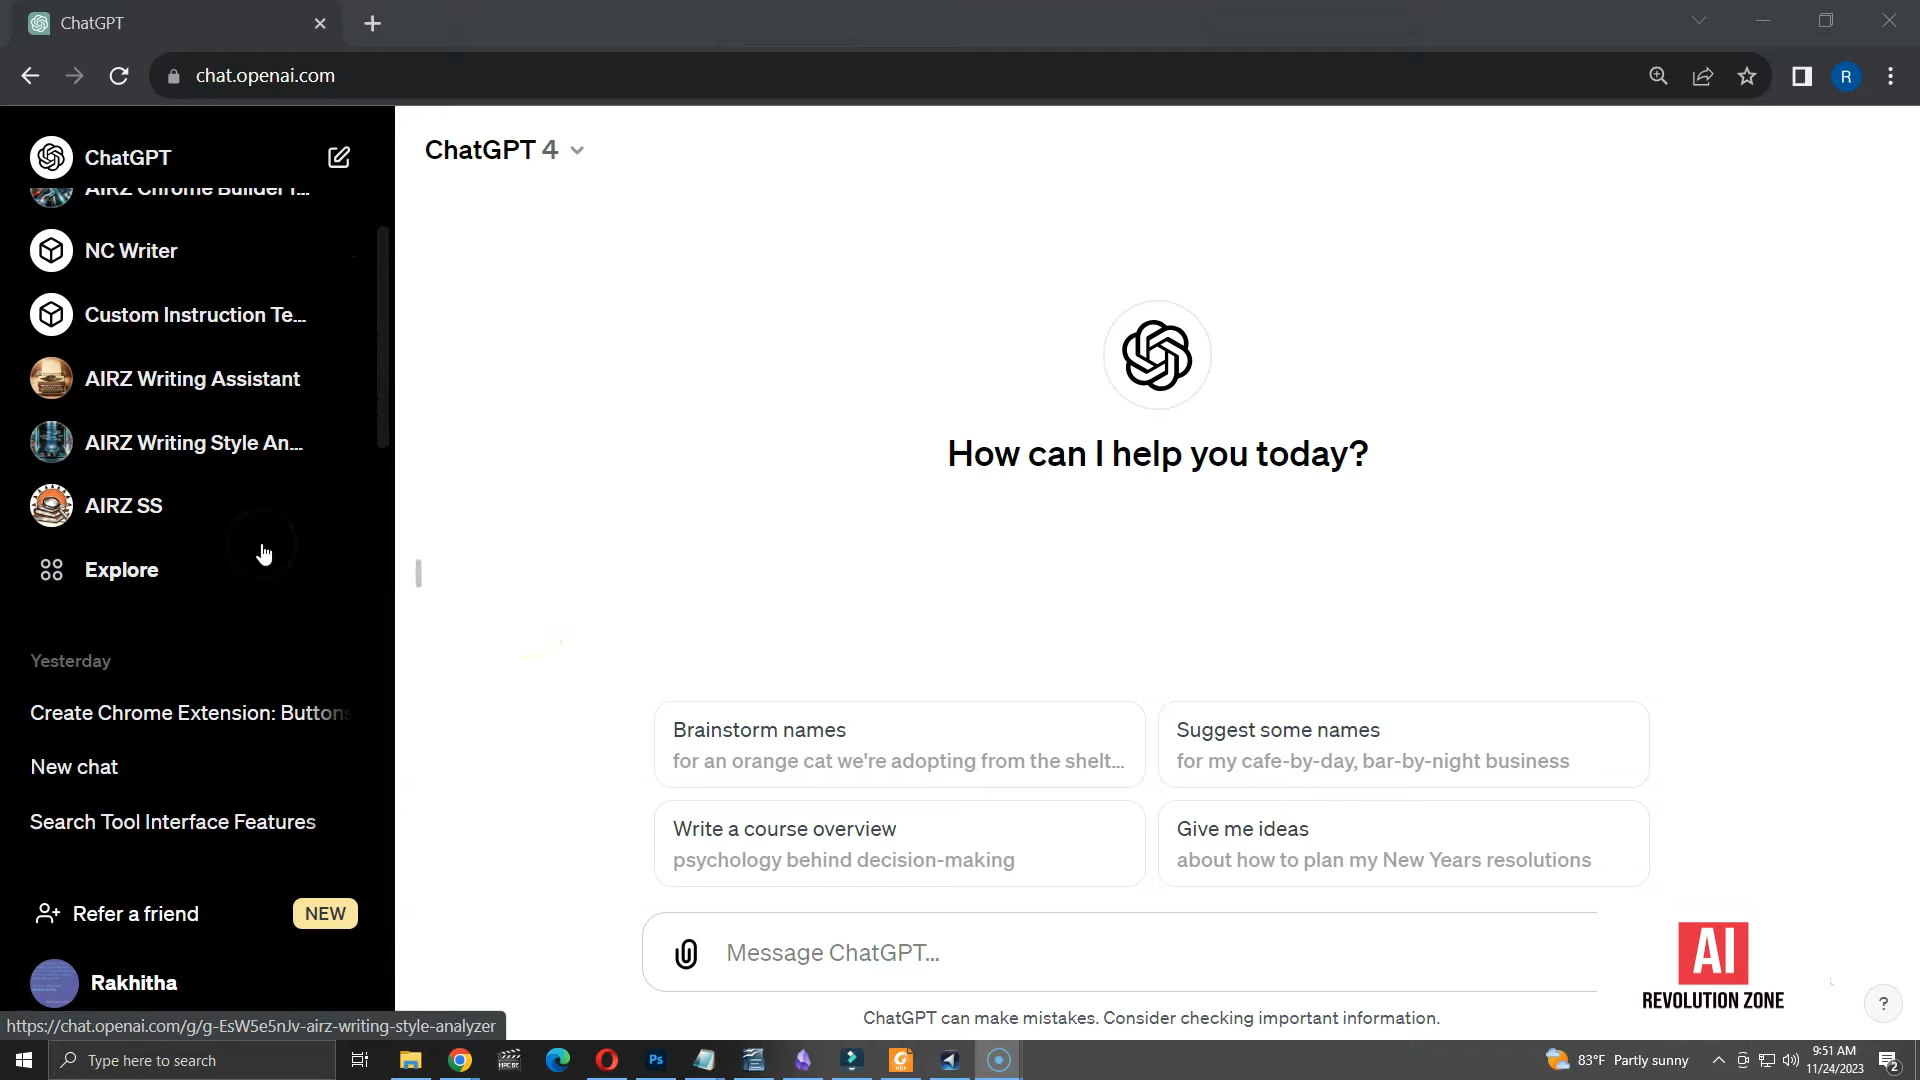 ChatGPT
chat.openai.com
R
ChatGPT
AIRZ Chrome Builder f...
NC Writer
Custom Instruction Te...
AIRZ Writing Assistant
AIRZ Writing Style An...
AIRZ SS
Explore
Yesterday
Create Chrome Extension: Buttons
New chat
Search Tool Interface Features
Refer a friend
NEW
Rakhitha
https://chat.openai.com/g/g-EsW5e5nJv-airz-writing-style-analyzer
ChatGPT 4
How can I help you today?
Brainstorm names
for an orange cat we're adopting from the shelt...
Suggest some names
for my cafe-by-day, bar-by-night business
Write a course overview
psychology behind decision-making
Give me ideas
about how to plan my New Years resolutions
Message ChatGPT...
ChatGPT can make mistakes. Consider checking important information.
AI
REVOLUTION ZONE
?
Type here to search
Ps
83°F Partly sunny
9:51 AM
11/24/2023
2